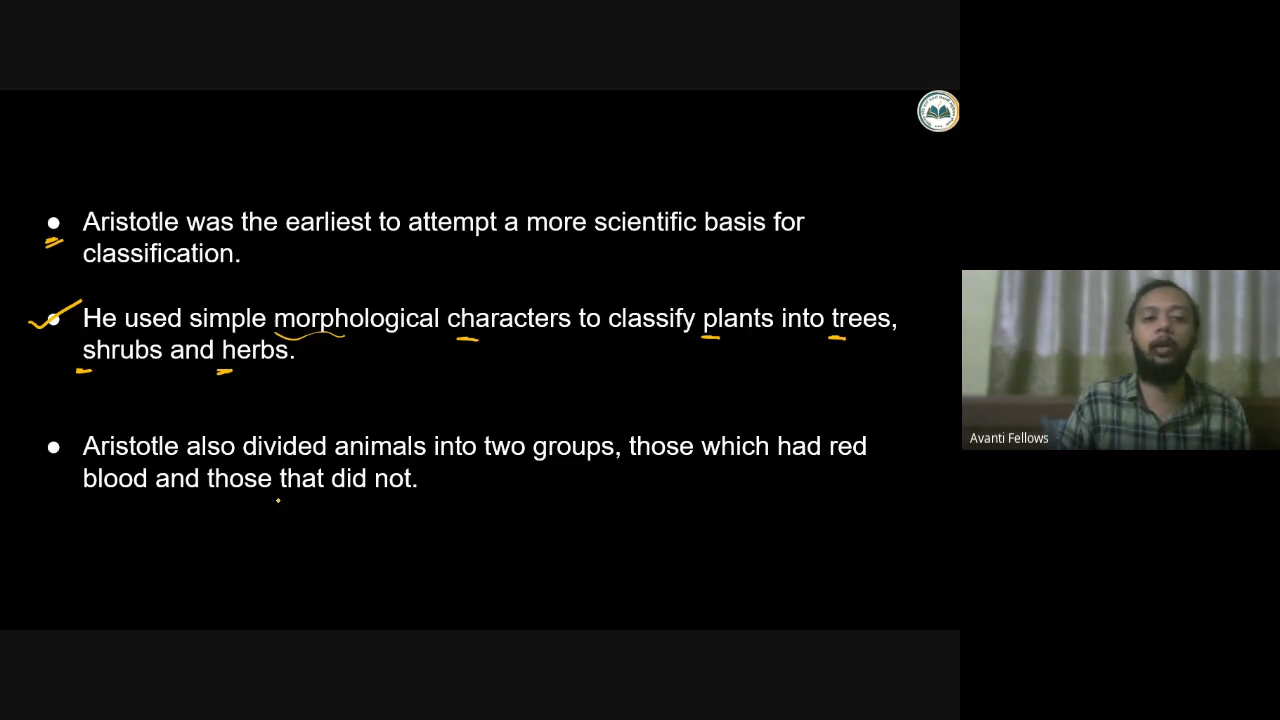 ● Aristotle was the earliest to attempt a more scientific basis for
classification.
● He used simple morphological characters to classify plants into trees,
shrubs and herbs.
● Aristotle also divided animals into two groups, those which had red
blood and those that did not.
Avanti Fellows